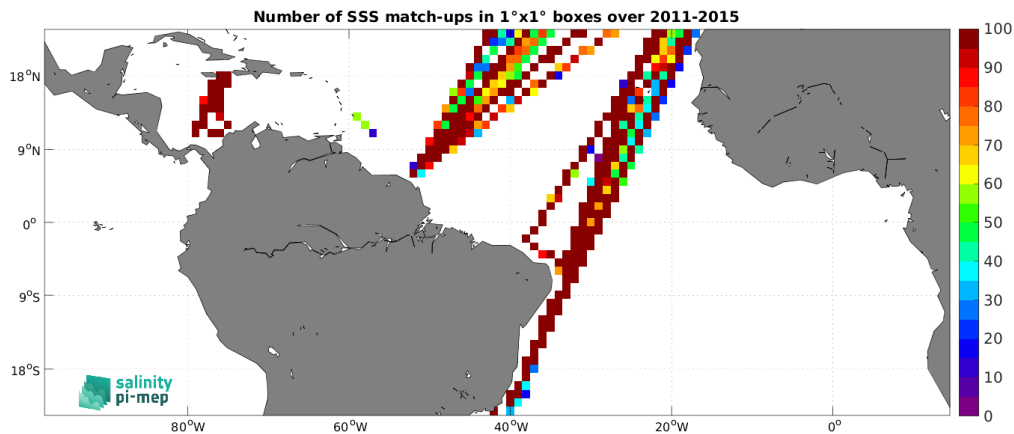 Number of SSS match-ups in 1°x1° boxes over 2011-2015
100
90
80
70
60
50
40
30
20
10
0
18°N
9°N
0°
9°S
18°S
80°W
60°W
40°W
20°W
0°
salinity
pi-mep